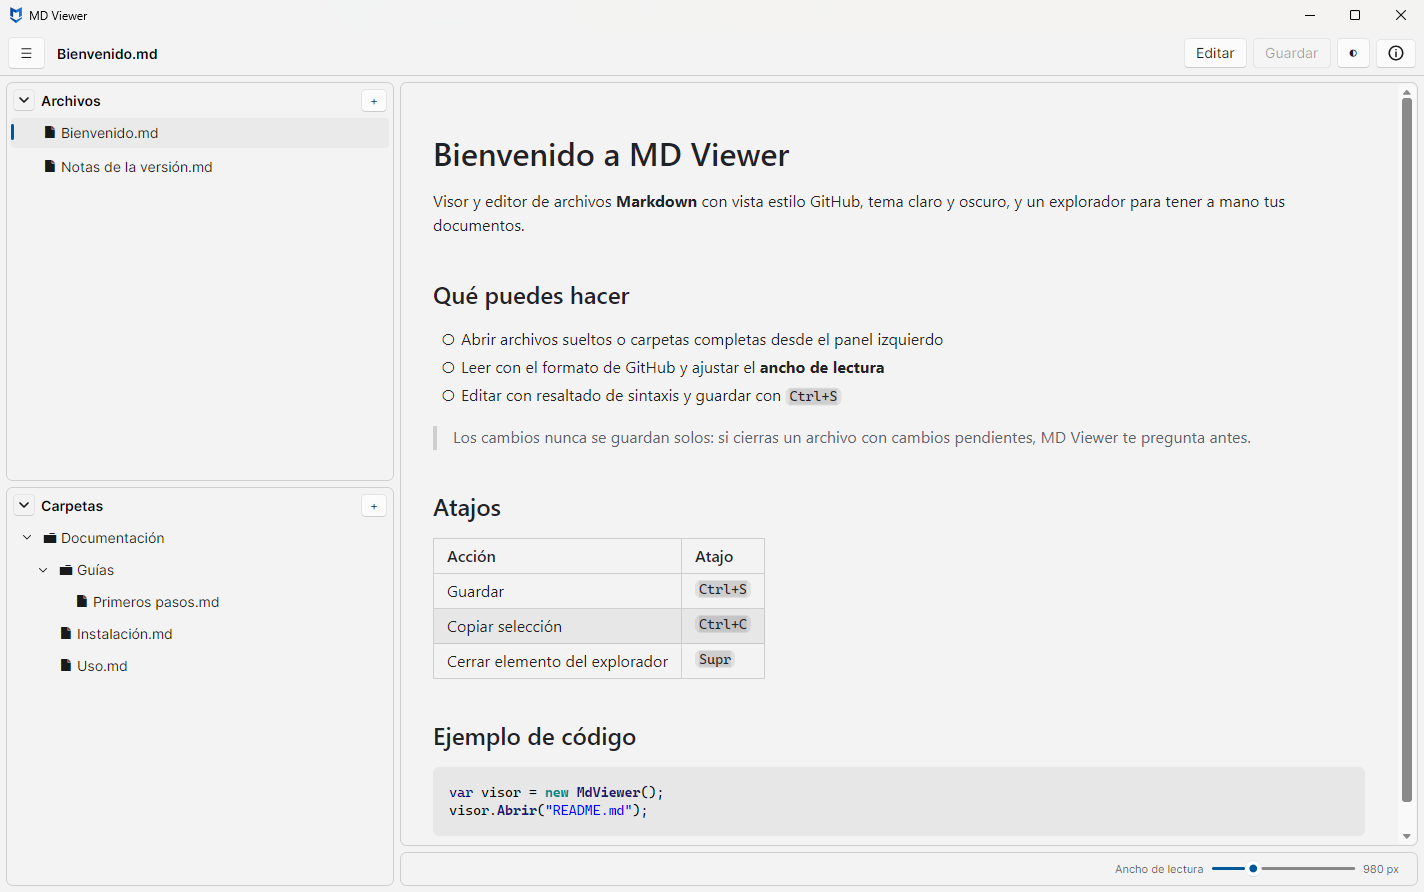 MD Viewer
Bienvenido.md
Editar
Guardar
Archivos
+
Bienvenido.md
Notas de la versión.md
Carpetas
+
Documentación
Guías
Primeros pasos.md
Instalación.md
Uso.md
Bienvenido a MD Viewer
Visor y editor de archivos Markdown con vista estilo GitHub, tema claro y oscuro, y un explorador para tener a mano tus
documentos.
Qué puedes hacer
Abrir archivos sueltos o carpetas completas desde el panel izquierdo
Leer con el formato de GitHub y ajustar el ancho de lectura
Editar con resaltado de sintaxis y guardar con Ctrl+S
Los cambios nunca se guardan solos: si cierras un archivo con cambios pendientes, MD Viewer te pregunta antes.
Atajos
Acción Atajo
Guardar Ctrl+S
Copiar selección Ctrl+C
Cerrar elemento del explorador Supr
Ejemplo de código
var visor = new MdViewer();
visor.Abrir("README.md");
Ancho de lectura 980 px